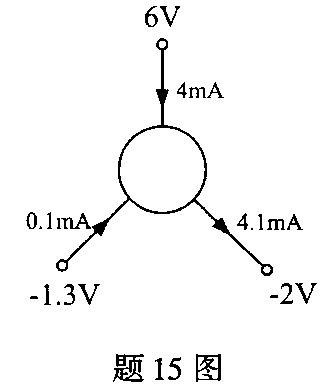 6V
4mA
0.1mA
4.1mA
-1.3V
-2V
题 15 图